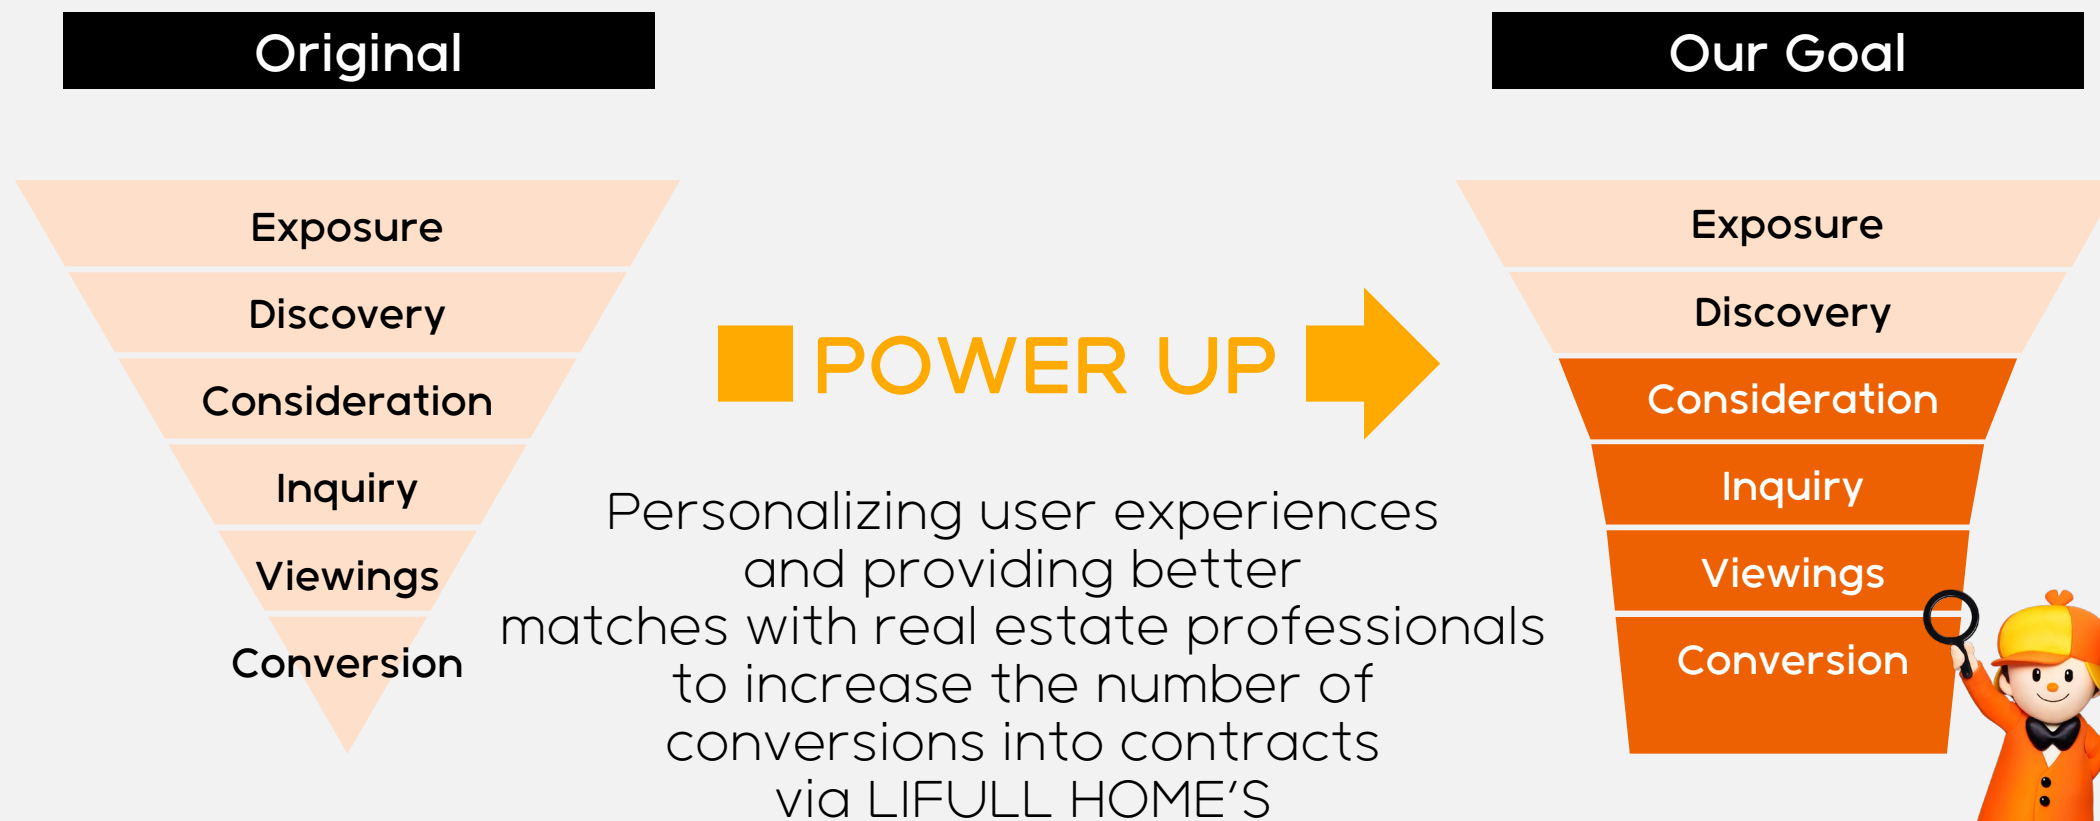 Original
Exposure
Discovery
Consideration
Inquiry
Viewings
Conversion
POWER UP
Personalizing user experiences
and providing better
matches with real estate professionals
to increase the number of
conversions into contracts
via LIFULL HOME'S
Our Goal
Exposure
Discovery
Consideration
Inquiry
Viewings
Conversion